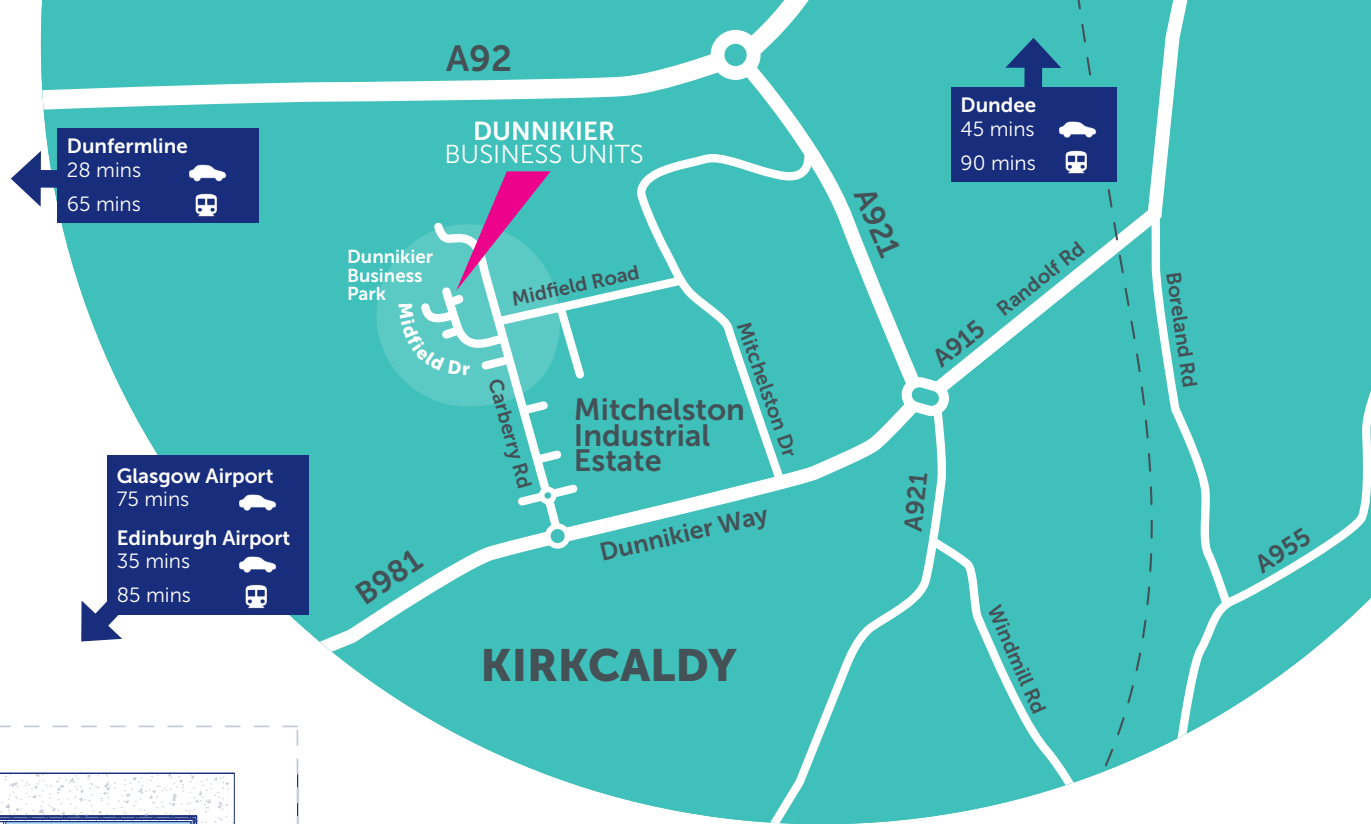 A92
DUNNIKIER
BUSINESS UNITS
Dundee
45 mins
90 mins
Dunfermline
28 mins
65 mins
A921
Dunnikier
Business
Park
Midfield Road
Randolf Rd
A915
Boreland Rd
Midfield Dr
Mitchelston Dr
Carberry Rd
Mitchelston
Industrial
Estate
Glasgow Airport
75 mins
Edinburgh Airport
35 mins
85 mins
A921
Dunnikier Way
B981
A955
Windmill Rd
KIRKCALDY